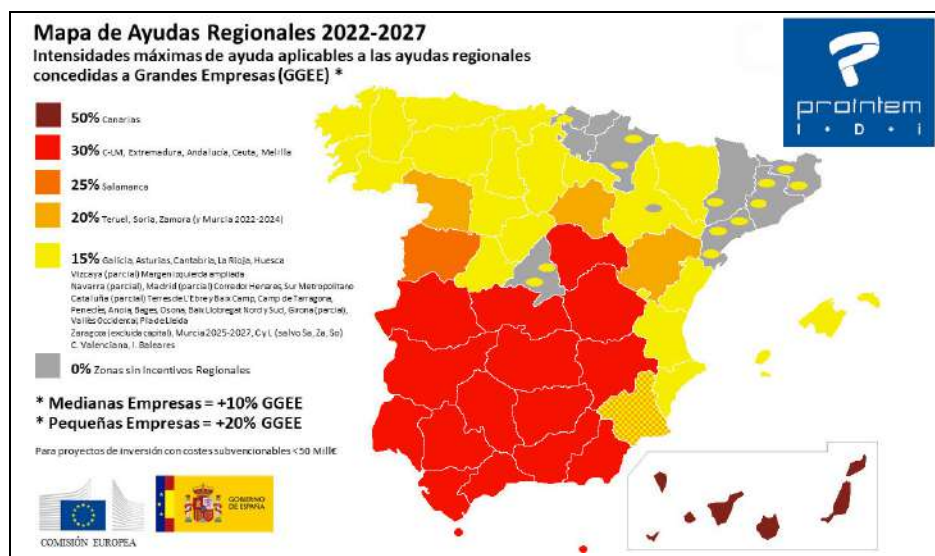 Mapa de Ayudas Regionales 2022-2027
Intensidades máximas de ayuda aplicables a las ayudas regionales
concedidas a Grandes Empresas (GGEE) *
prointem
I • D • i
50% Canarias
30% C-LM, Extremadura, Andalucía, Ceuta, Melilla
25% Salamanca
20% Teruel, Soria, Zamora (y Murcia 2022-2024)
15% Galicia, Asturias, Cantabria, La Rioja, Huesca
Vizcaya (parcial) Margen izquierda ampliada
Navarra (parcial), Madrid (parcial) Corredor Henares, Sur Metropolitano
Cataluña (parcial) Terres de L'Ebre y Baix Camp, Camp de Tarragona,
Penedès, Anoia, Bages, Osona, Baix Llobregat Nord y Sud, Girona (parcial),
Vallès Occidental, Pla de Lleida
Zaragoza (excluida capital), Murcia 2025-2027, C y L (salvo Sa, Za, So)
C. Valenciana, I. Baleares
0% Zonas sin Incentivos Regionales
* Medianas Empresas = +10% GGEE
* Pequeñas Empresas = +20% GGEE
Para proyectos de inversión con costes subvencionables <50 Mill€
GOBIERNO
DE ESPAÑA
COMISIÓN EUROPEA